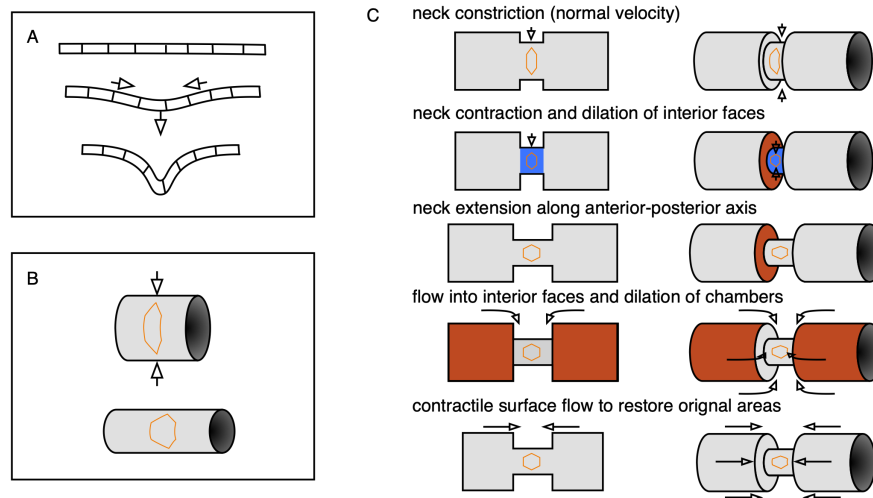 A
B
C
neck constriction (normal velocity)
neck contraction and dilation of interior faces
neck extension along anterior-posterior axis
flow into interior faces and dilation of chambers
contractile surface flow to restore orignal areas